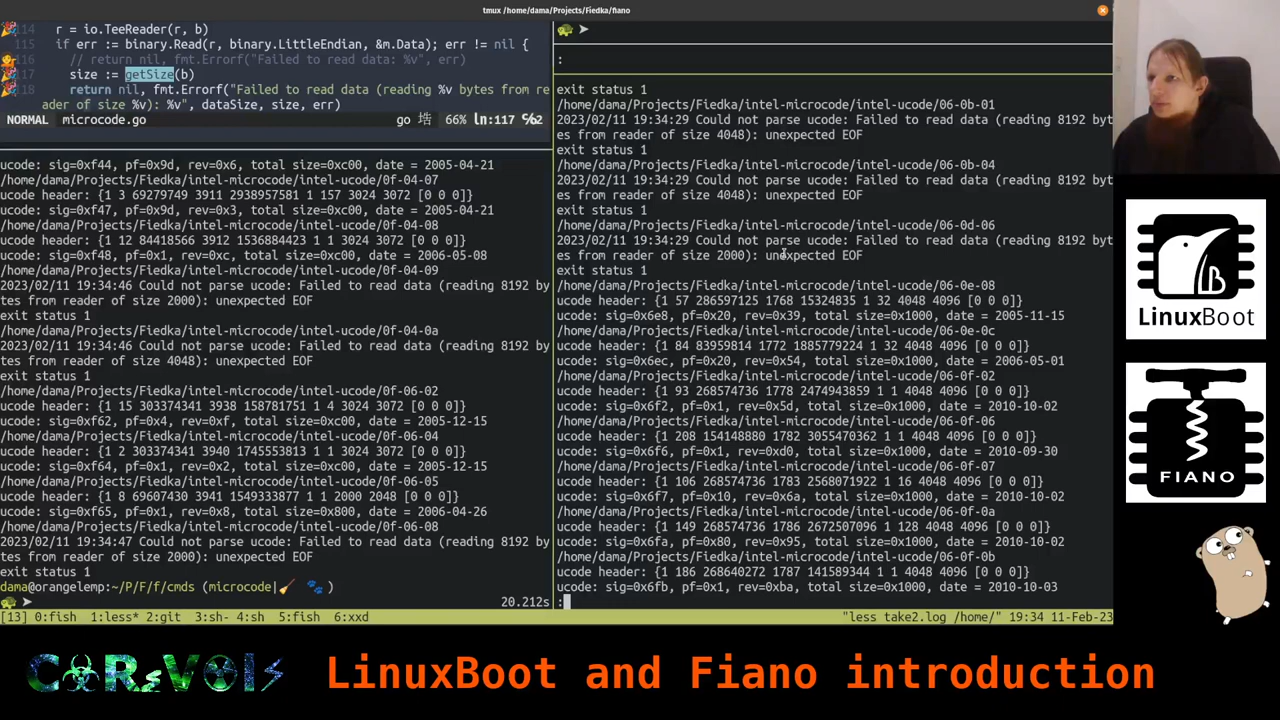 tmux /home/dama/Projects/Fiedka/fiano
114 r = io.TeeReader(r, b)
115 if err := binary.Read(r, binary.LittleEndian, &m.Data); err != nil {
116 // return nil, fmt.Errorf("Failed to read data: %v", err)
117 size := getSize(b)
118 return nil, fmt.Errorf("Failed to read data (reading %v bytes from re
ader of size %v): %v", dataSize, size, err)
NORMAL microcode.go go 66% ln:117 ℅2
ucode: sig=0xf44, pf=0x9d, rev=0x6, total size=0xc00, date = 2005-04-21
/home/dama/Projects/Fiedka/intel-microcode/intel-ucode/0f-04-07
ucode header: {1 3 69279749 3911 2938957581 1 157 3024 3072 [0 0 0]}
ucode: sig=0xf47, pf=0x9d, rev=0x3, total size=0xc00, date = 2005-04-21
/home/dama/Projects/Fiedka/intel-microcode/intel-ucode/0f-04-08
ucode header: {1 12 84418566 3912 1536884423 1 1 3024 3072 [0 0 0]}
ucode: sig=0xf48, pf=0x1, rev=0xc, total size=0xc00, date = 2006-05-08
/home/dama/Projects/Fiedka/intel-microcode/intel-ucode/0f-04-09
2023/02/11 19:34:46 Could not parse ucode: Failed to read data (reading 8192 by
tes from reader of size 2000): unexpected EOF
exit status 1
/home/dama/Projects/Fiedka/intel-microcode/intel-ucode/0f-04-0a
2023/02/11 19:34:46 Could not parse ucode: Failed to read data (reading 8192 by
tes from reader of size 4048): unexpected EOF
exit status 1
/home/dama/Projects/Fiedka/intel-microcode/intel-ucode/0f-06-02
ucode header: {1 15 303374341 3938 158781751 1 4 3024 3072 [0 0 0]}
ucode: sig=0xf62, pf=0x4, rev=0xf, total size=0xc00, date = 2005-12-15
/home/dama/Projects/Fiedka/intel-microcode/intel-ucode/0f-06-04
ucode header: {1 2 303374341 3940 1745553813 1 1 3024 3072 [0 0 0]}
ucode: sig=0xf64, pf=0x1, rev=0x2, total size=0xc00, date = 2005-12-15
/home/dama/Projects/Fiedka/intel-microcode/intel-ucode/0f-06-05
ucode header: {1 8 69607430 3941 1549333877 1 1 2000 2048 [0 0 0]}
ucode: sig=0xf65, pf=0x1, rev=0x8, total size=0x800, date = 2006-04-26
/home/dama/Projects/Fiedka/intel-microcode/intel-ucode/0f-06-08
2023/02/11 19:34:47 Could not parse ucode: Failed to read data (reading 8192 by
tes from reader of size 2000): unexpected EOF
exit status 1
dama@orangelemp:~/P/F/f/cmds (microcode|🧹 🐾 )
🐢 ➤ 20.212s
🐢 ➤
:
exit status 1
/home/dama/Projects/Fiedka/intel-microcode/intel-ucode/06-0b-01
2023/02/11 19:34:29 Could not parse ucode: Failed to read data (reading 8192 byt
es from reader of size 4048): unexpected EOF
exit status 1
/home/dama/Projects/Fiedka/intel-microcode/intel-ucode/06-0b-04
2023/02/11 19:34:29 Could not parse ucode: Failed to read data (reading 8192 byt
es from reader of size 4048): unexpected EOF
exit status 1
/home/dama/Projects/Fiedka/intel-microcode/intel-ucode/06-0d-06
2023/02/11 19:34:29 Could not parse ucode: Failed to read data (reading 8192 byt
es from reader of size 2000): unexpected EOF
exit status 1
/home/dama/Projects/Fiedka/intel-microcode/intel-ucode/06-0e-08
ucode header: {1 57 286597125 1768 15324835 1 32 4048 4096 [0 0 0]}
ucode: sig=0x6e8, pf=0x20, rev=0x39, total size=0x1000, date = 2005-11-15
/home/dama/Projects/Fiedka/intel-microcode/intel-ucode/06-0e-0c
ucode header: {1 84 83959814 1772 1885779224 1 32 4048 4096 [0 0 0]}
ucode: sig=0x6ec, pf=0x20, rev=0x54, total size=0x1000, date = 2006-05-01
/home/dama/Projects/Fiedka/intel-microcode/intel-ucode/06-0f-02
ucode header: {1 93 268574736 1778 2474943859 1 1 4048 4096 [0 0 0]}
ucode: sig=0x6f2, pf=0x1, rev=0x5d, total size=0x1000, date = 2010-10-02
/home/dama/Projects/Fiedka/intel-microcode/intel-ucode/06-0f-06
ucode header: {1 208 154148880 1782 3055470362 1 1 4048 4096 [0 0 0]}
ucode: sig=0x6f6, pf=0x1, rev=0xd0, total size=0x1000, date = 2010-09-30
/home/dama/Projects/Fiedka/intel-microcode/intel-ucode/06-0f-07
ucode header: {1 106 268574736 1783 2568071922 1 16 4048 4096 [0 0 0]}
ucode: sig=0x6f7, pf=0x10, rev=0x6a, total size=0x1000, date = 2010-10-02
/home/dama/Projects/Fiedka/intel-microcode/intel-ucode/06-0f-0a
ucode header: {1 149 268574736 1786 2672507096 1 128 4048 4096 [0 0 0]}
ucode: sig=0x6fa, pf=0x80, rev=0x95, total size=0x1000, date = 2010-10-02
/home/dama/Projects/Fiedka/intel-microcode/intel-ucode/06-0f-0b
ucode header: {1 186 268640272 1787 141589344 1 1 4048 4096 [0 0 0]}
ucode: sig=0x6fb, pf=0x1, rev=0xba, total size=0x1000, date = 2010-10-03
:
[13] 0:fish 1:less* 2:git 3:sh- 4:sh 5:fish 6:xxd "less take2.log /home/" 19:34 11-Feb-23
LinuxBoot
FIANO
LinuxBoot and Fiano introduction